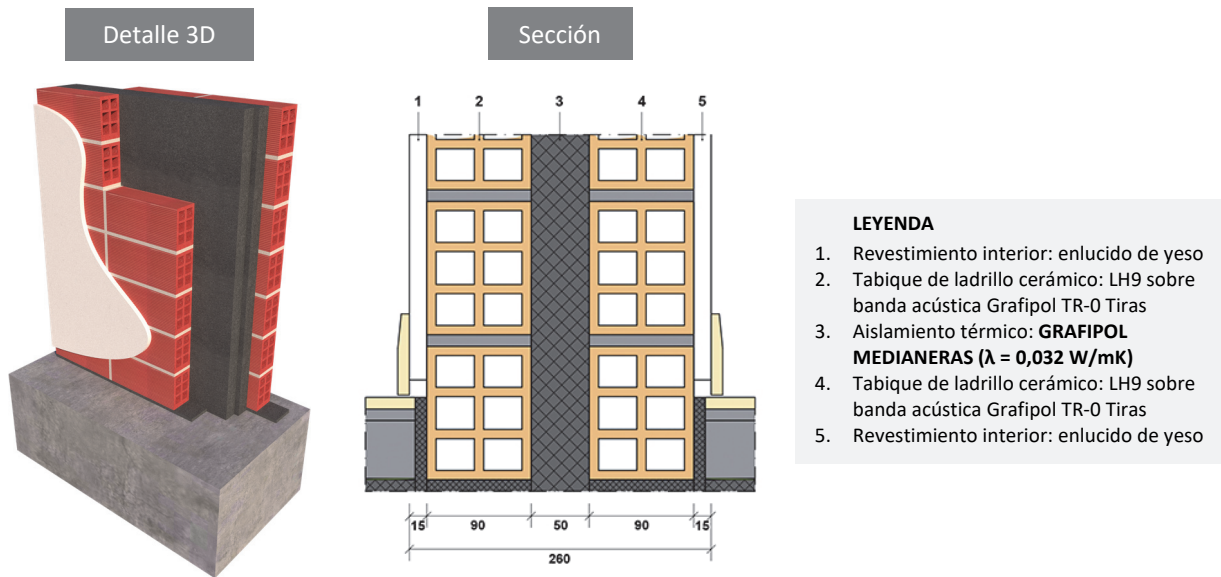 Detalle 3D
Sección
1 2 3 4 5
15 90 50 90 15
260
LEYENDA
1. Revestimiento interior: enlucido de yeso
2. Tabique de ladrillo cerámico: LH9 sobre
banda acústica Grafipol TR-0 Tiras
3. Aislamiento térmico: GRAFIPOL
MEDIANERAS (λ = 0,032 W/mK)
4. Tabique de ladrillo cerámico: LH9 sobre
banda acústica Grafipol TR-0 Tiras
5. Revestimiento interior: enlucido de yeso